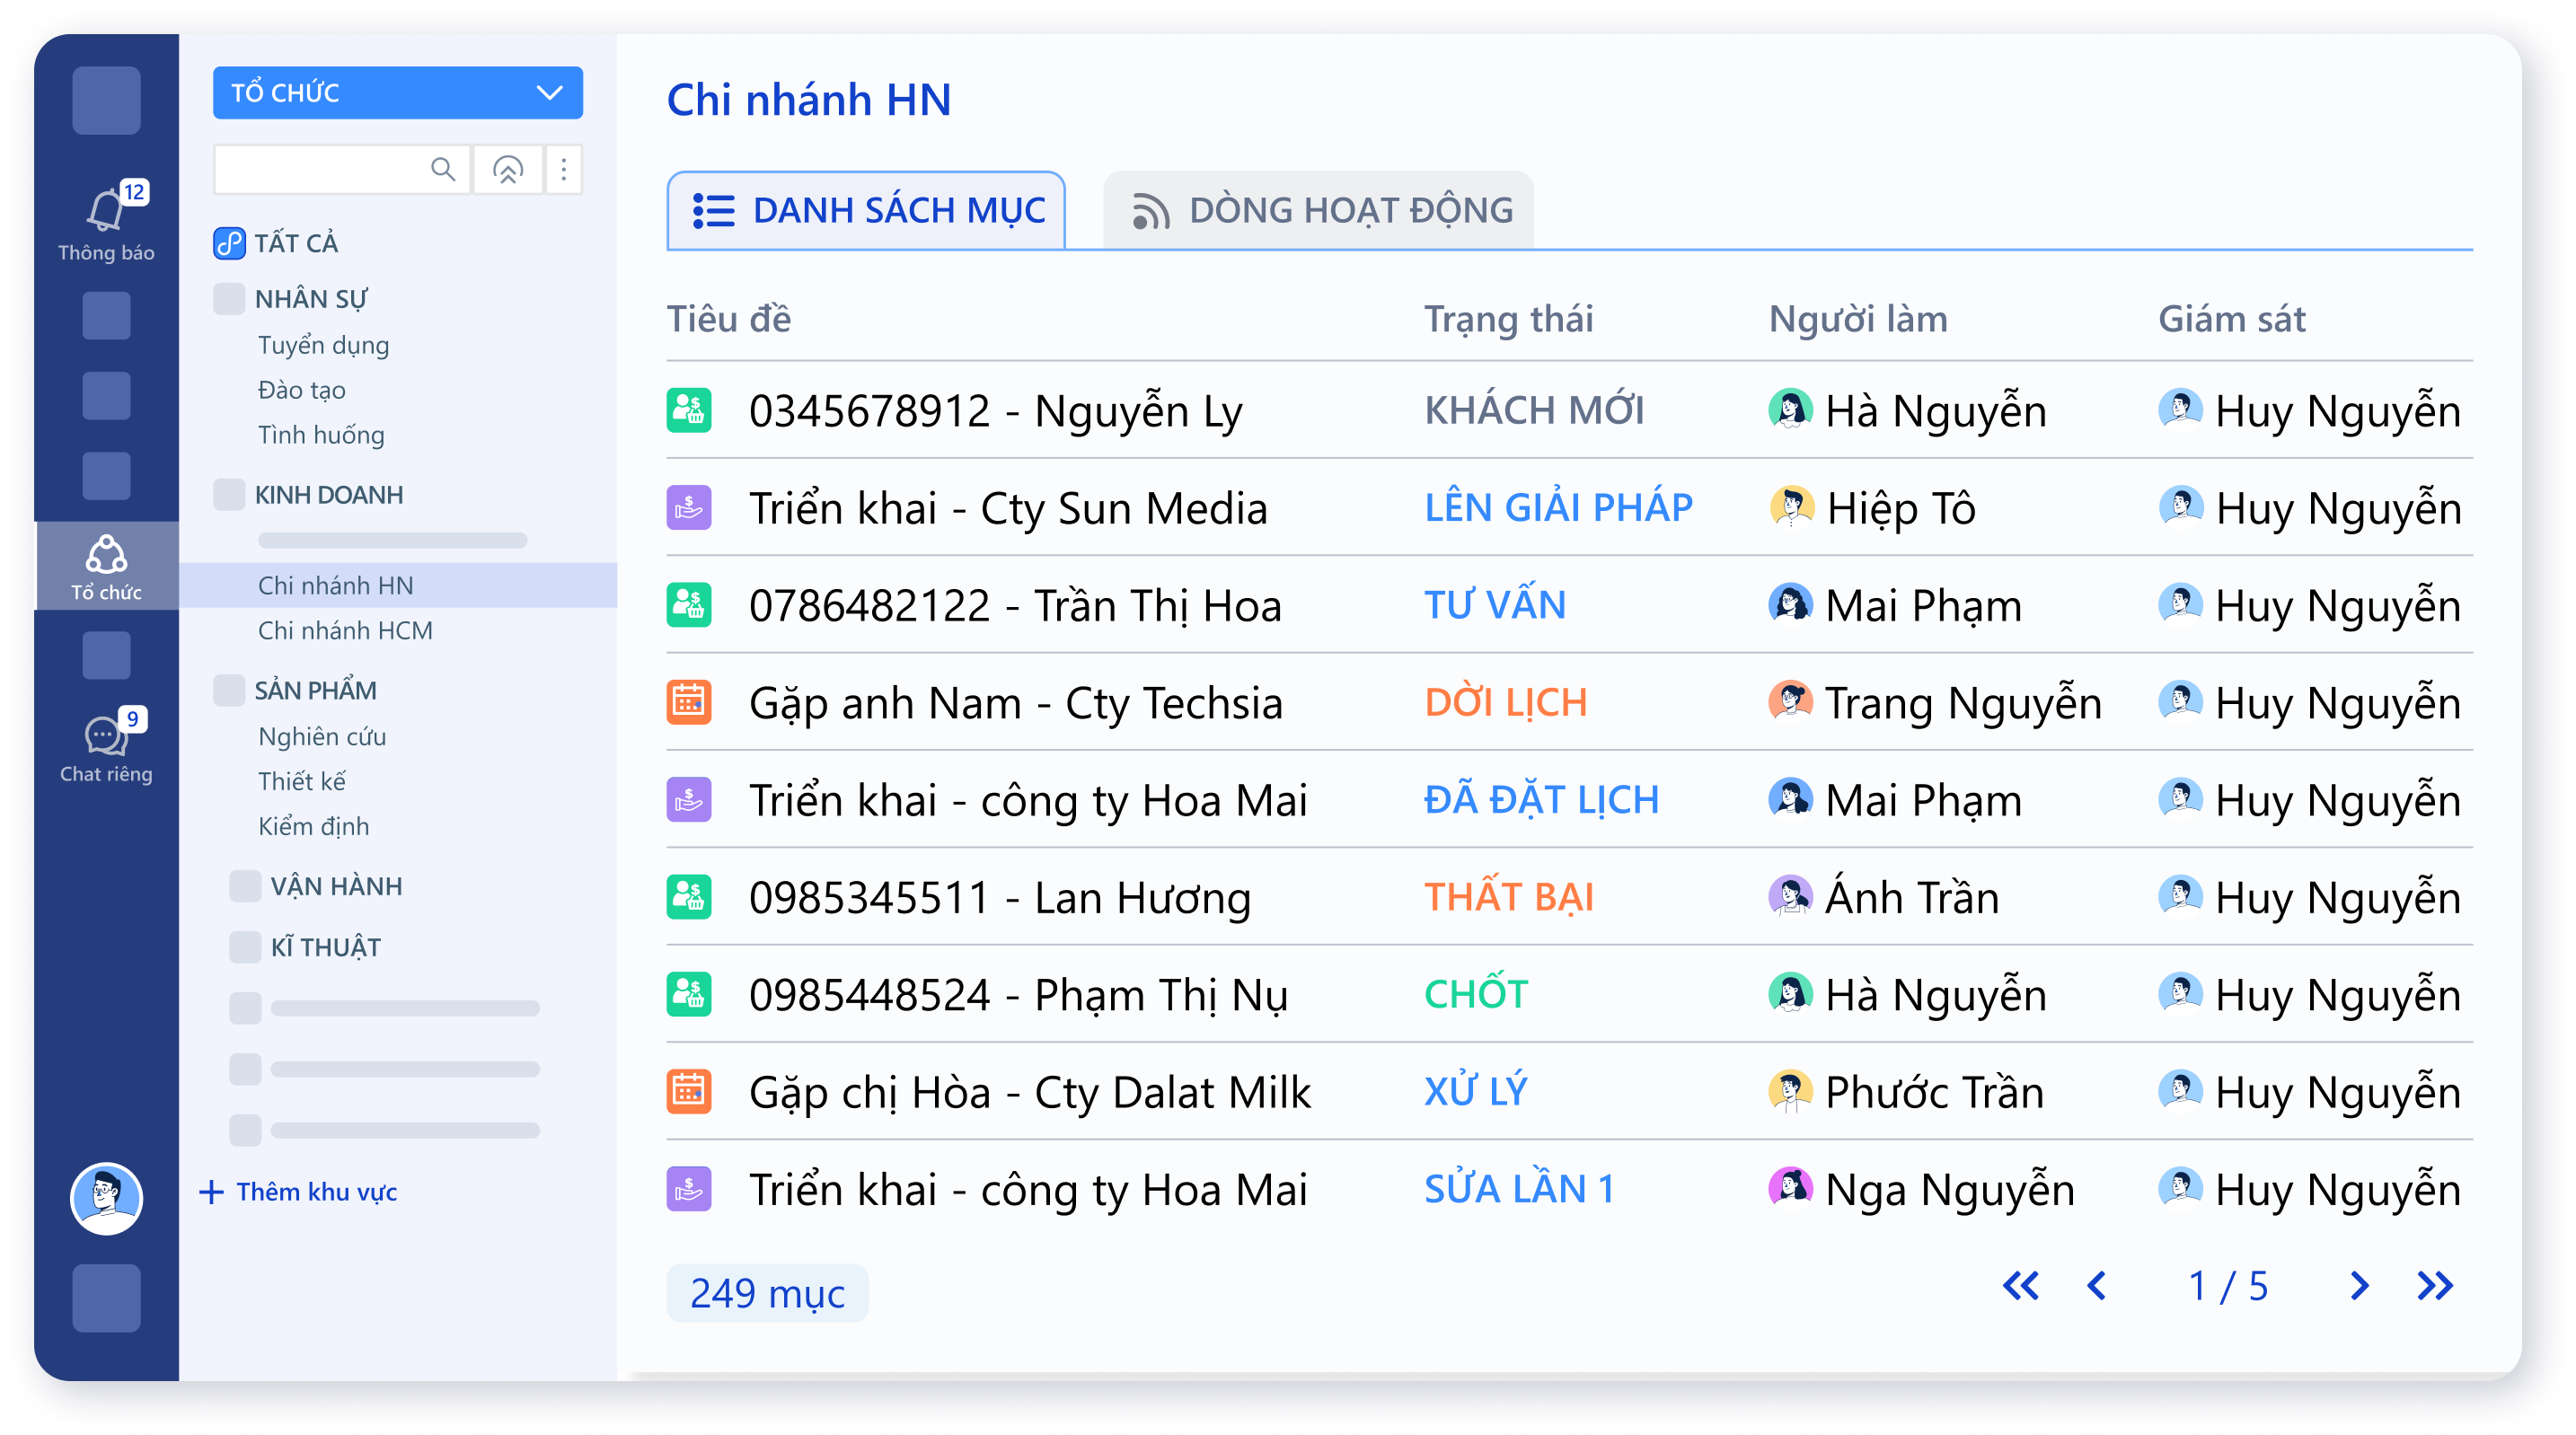 12
Thông báo
Tổ chức
9
Chat riêng
TỔ CHỨC
TẤT CẢ
NHÂN SỰ
Tuyển dụng
Đào tạo
Tình huống
KINH DOANH
Chi nhánh HN
Chi nhánh HCM
SẢN PHẨM
Nghiên cứu
Thiết kế
Kiểm định
VẬN HÀNH
KĨ THUẬT
+ Thêm khu vực
Chi nhánh HN
DANH SÁCH MỤC DÒNG HOẠT ĐỘNG
Tiêu đề Trạng thái Người làm Giám sát
0345678912 - Nguyễn Ly KHÁCH MỚI Hà Nguyễn Huy Nguyễn
Triển khai - Cty Sun Media LÊN GIẢI PHÁP Hiệp Tô Huy Nguyễn
0786482122 - Trần Thị Hoa TƯ VẤN Mai Phạm Huy Nguyễn
Gặp anh Nam - Cty Techsia DỜI LỊCH Trang Nguyễn Huy Nguyễn
Triển khai - công ty Hoa Mai ĐÃ ĐẶT LỊCH Mai Phạm Huy Nguyễn
0985345511 - Lan Hương THẤT BẠI Ánh Trần Huy Nguyễn
0985448524 - Phạm Thị Nụ CHỐT Hà Nguyễn Huy Nguyễn
Gặp chị Hòa - Cty Dalat Milk XỬ LÝ Phước Trần Huy Nguyễn
Triển khai - công ty Hoa Mai SỬA LẦN 1 Nga Nguyễn Huy Nguyễn
249 mục 1 / 5